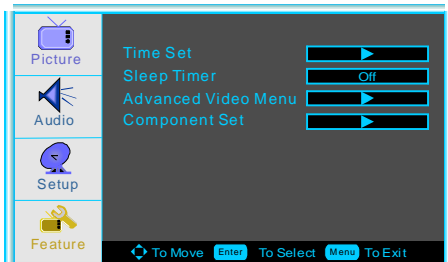 Picture
Audio
Setup
Feature
Time Set
Sleep Timer Off
Advanced Video Menu
Component Set
To Move Enter To Select Menu To Exit